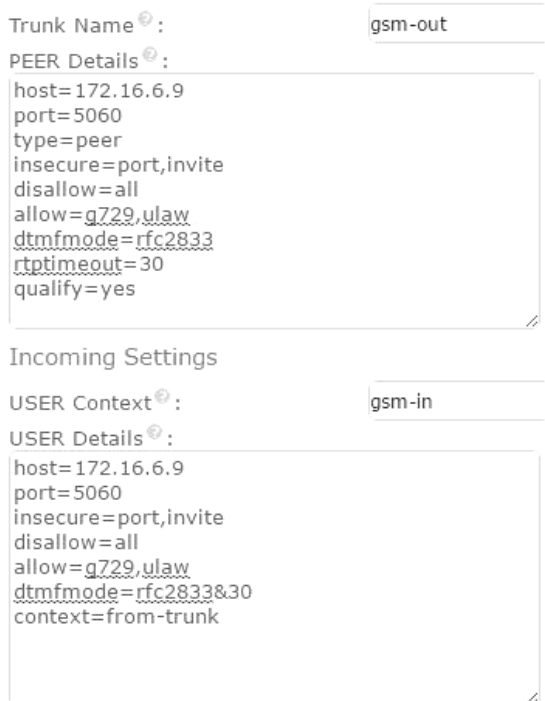 Trunk Name? :
gsm-out
PEER Details? :
host=172.16.6.9
port=5060
type=peer
insecure=port,invite
disallow=all
allow=g729,ulaw
dtmfmode=rfc2833
rtptimeout=30
qualify=yes
Incoming Settings
USER Context? :
gsm-in
USER Details? :
host=172.16.6.9
port=5060
insecure=port,invite
disallow=all
allow=g729,ulaw
dtmfmode=rfc2833&30
context=from-trunk